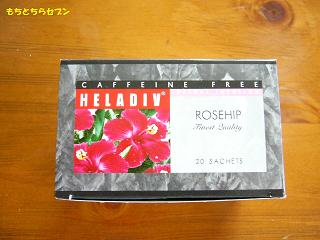 もちとちらセブン
CAFFEINE FREE
HELADIV®
ROSEHIP
Finest Quality
20 SACHETS